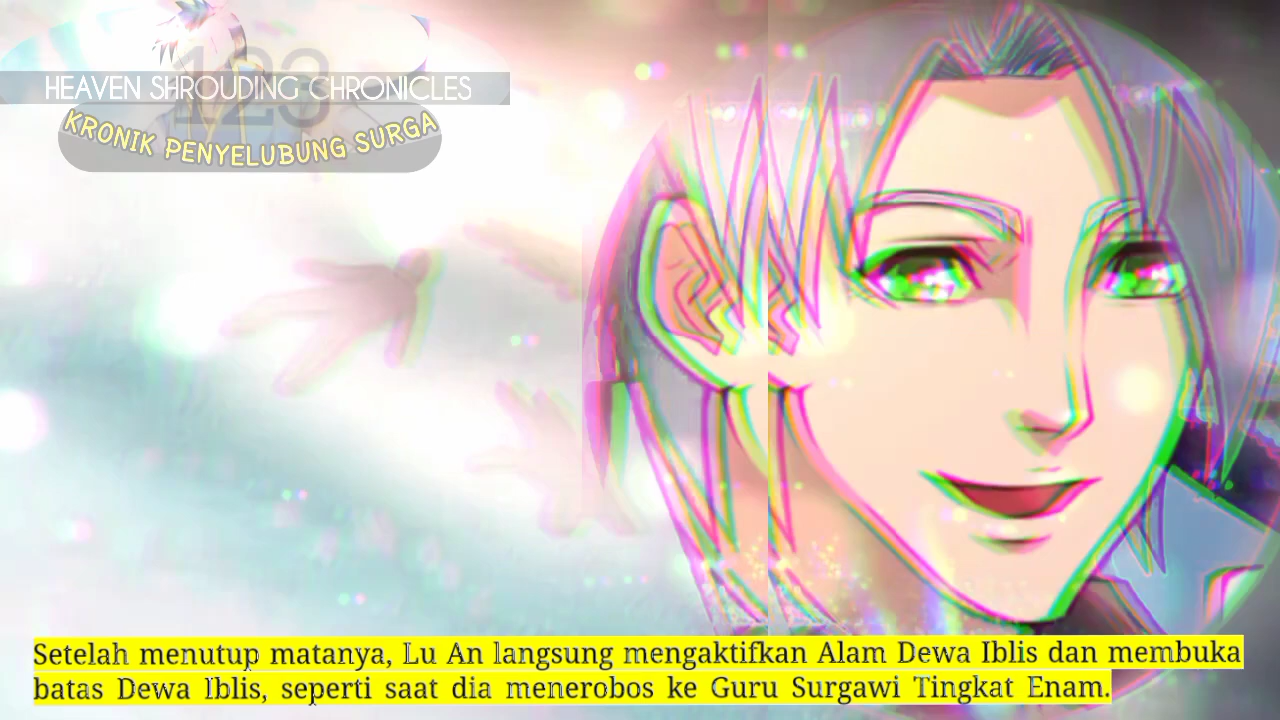 123
HEAVEN SHROUDING CHRONICLES
KRONIK PENYELUBUNG SURGA
Setelah menutup matanya, Lu An langsung mengaktifkan Alam Dewa Iblis dan membuka
batas Dewa Iblis, seperti saat dia menerobos ke Guru Surgawi Tingkat Enam.